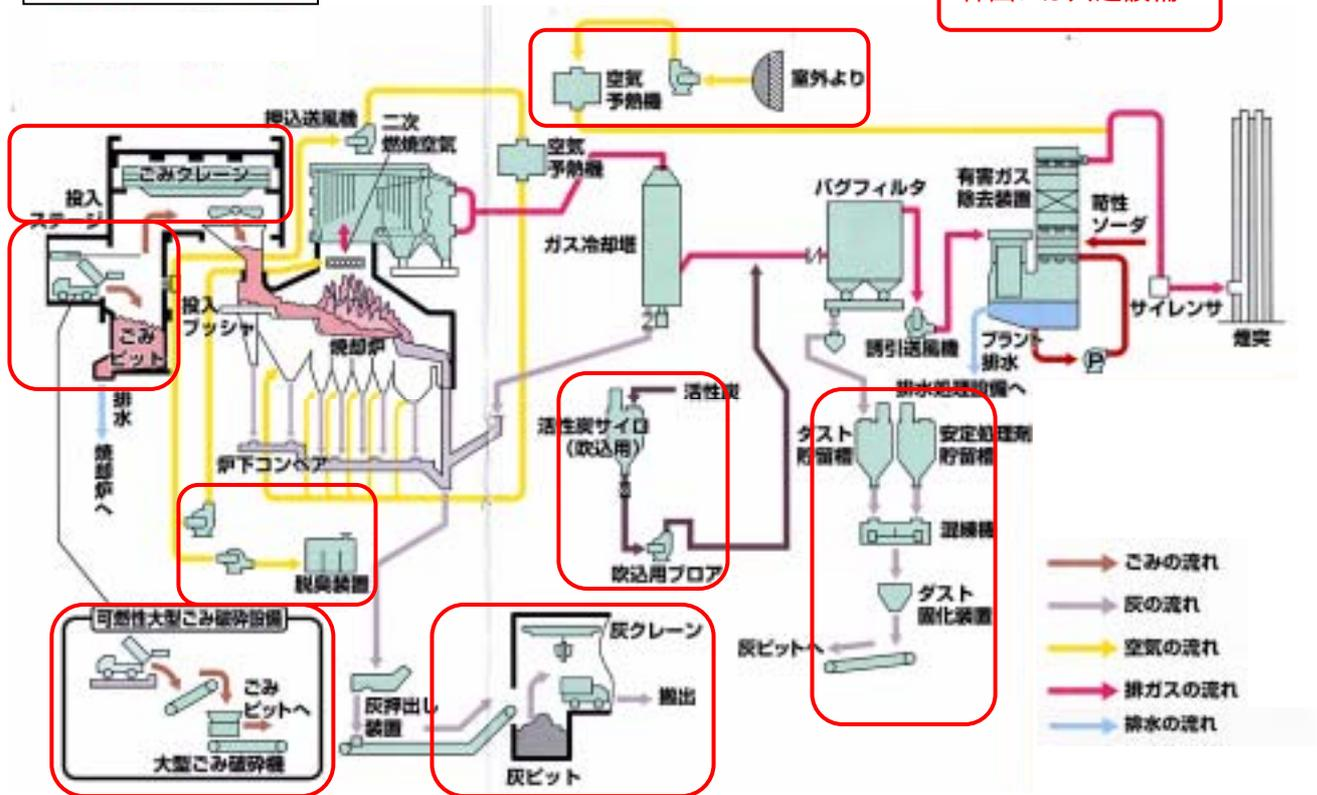 室外より
空気
予熱機
押込送風機
二次
燃焼空気
空気
予熱機
ごみクレーン
投入
ステージ
ガス冷却塔
バグフィルタ
有害ガス
除去装置
苛性
ソーダ
サイレンサ
煙突
投入
プッシャ
ごみ
ピット
焼却炉
誘引送風機
プラント
排水
P
排水処理設備へ
排水
焼却炉へ
活性炭
活性炭サイロ
(吹込用)
ダスト
貯留槽
安定処理剤
貯留槽
炉下コンベア
混練機
吹込用ブロア
脱臭装置
ダスト
固化装置
灰ピットへ
可燃性大型ごみ破砕設備
ごみ
ピットへ
大型ごみ破砕機
灰押出し
装置
灰クレーン
搬出
灰ピット
ごみの流れ
灰の流れ
空気の流れ
排ガスの流れ
排水の流れ